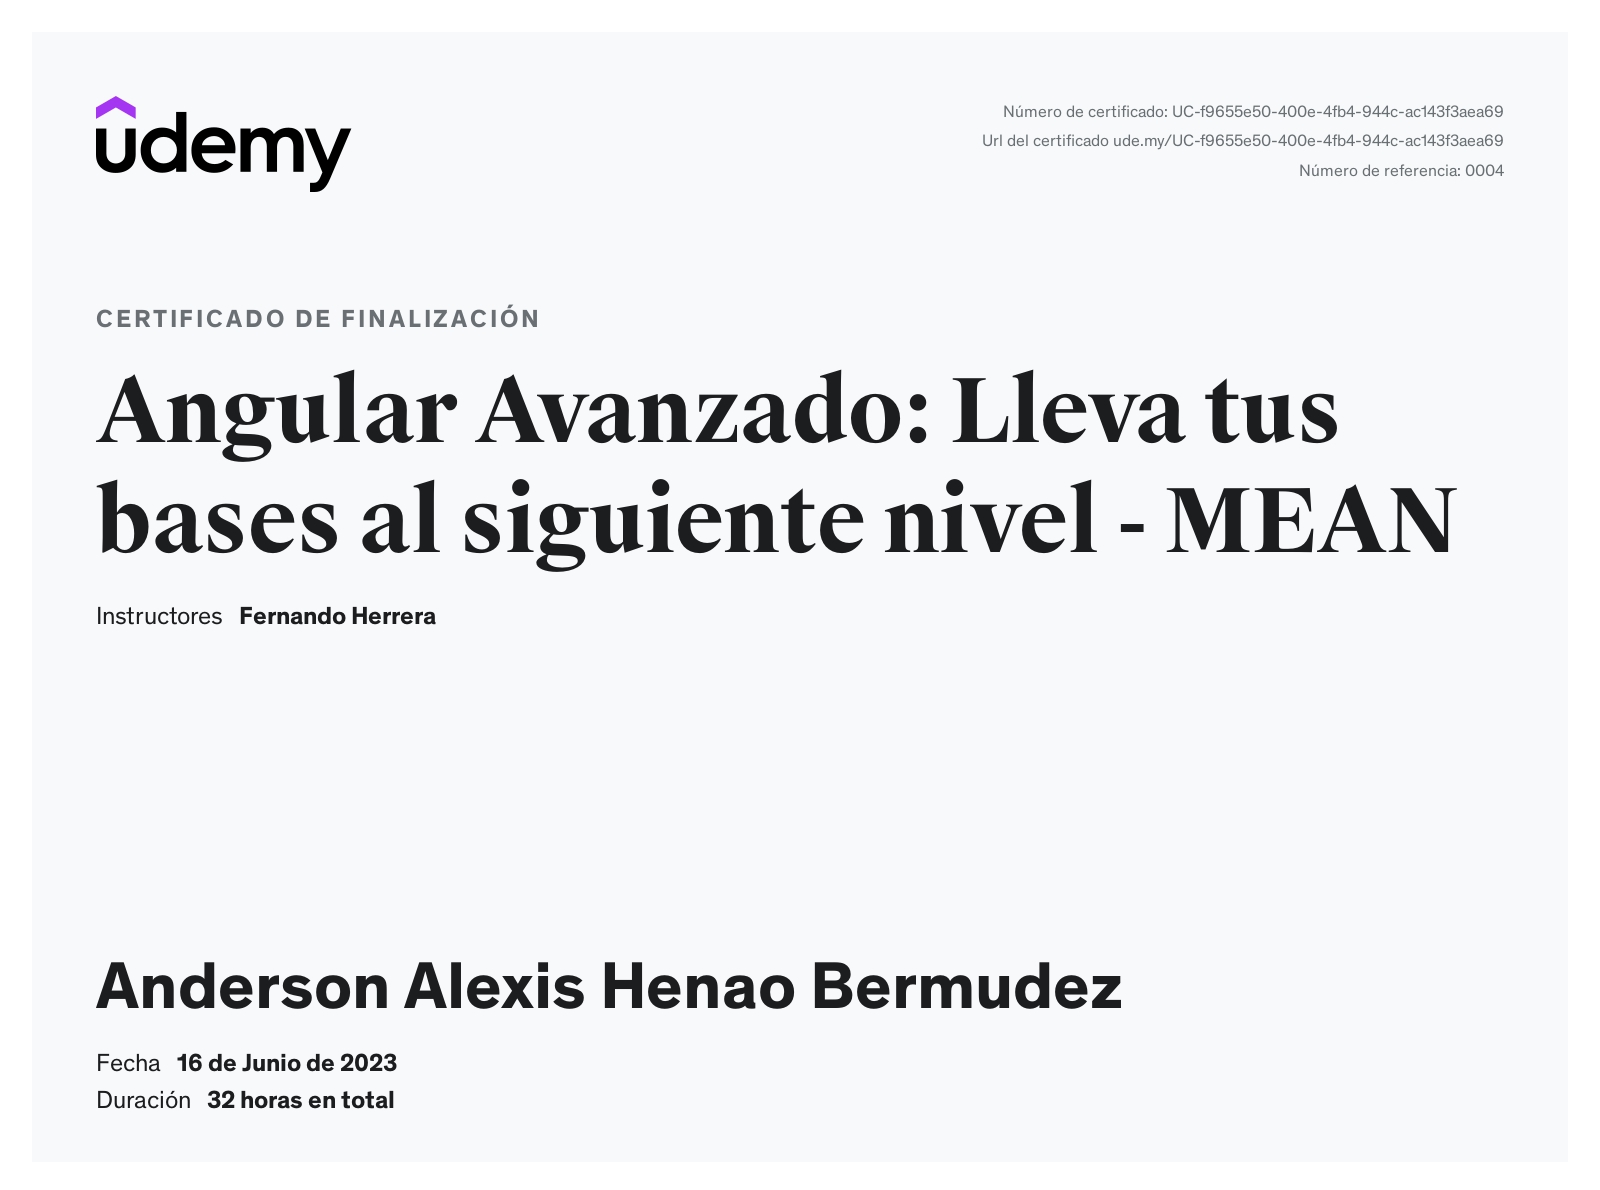 udemy
Número de certificado: UC-f9655e50-400e-4fb4-944c-ac143f3aea69
Url del certificado ude.my/UC-f9655e50-400e-4fb4-944c-ac143f3aea69
Número de referencia: 0004
CERTIFICADO DE FINALIZACIÓN
Angular Avanzado: Lleva tus
bases al siguiente nivel - MEAN
Instructores Fernando Herrera
Anderson Alexis Henao Bermudez
Fecha 16 de Junio de 2023
Duración 32 horas en total